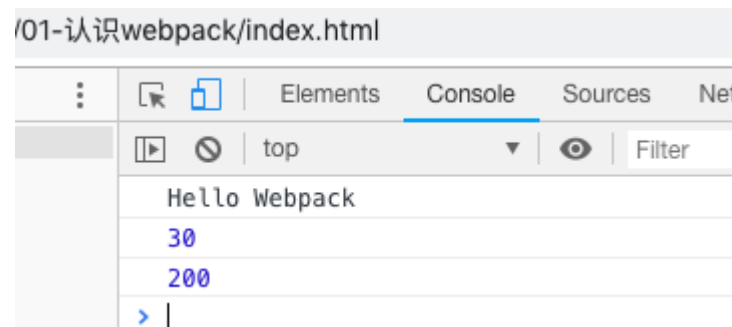 /01-认识webpack/index.html
Elements Console Sources Net
top Filter
Hello Webpack
30
200
>